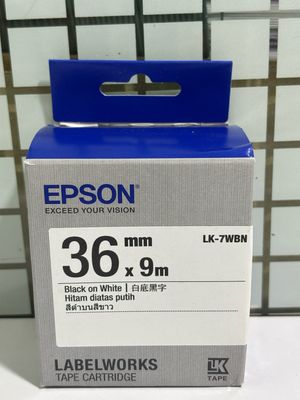 EPSON
EXCEED YOUR VISION
36 mm x 9m
LK-7WBN
Black on White | 白底黑字
Hitam diatas putih
สีดำบนสีขาว
LABELWORKS
TAPE CARTRIDGE
LK
TAPE